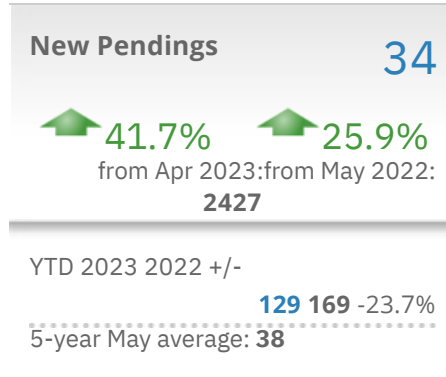 New Pendings
34
41.7% 25.9%
from Apr 2023:from May 2022:
2427
YTD 2023 2022 +/-
129 169 -23.7%
5-year May average: 38